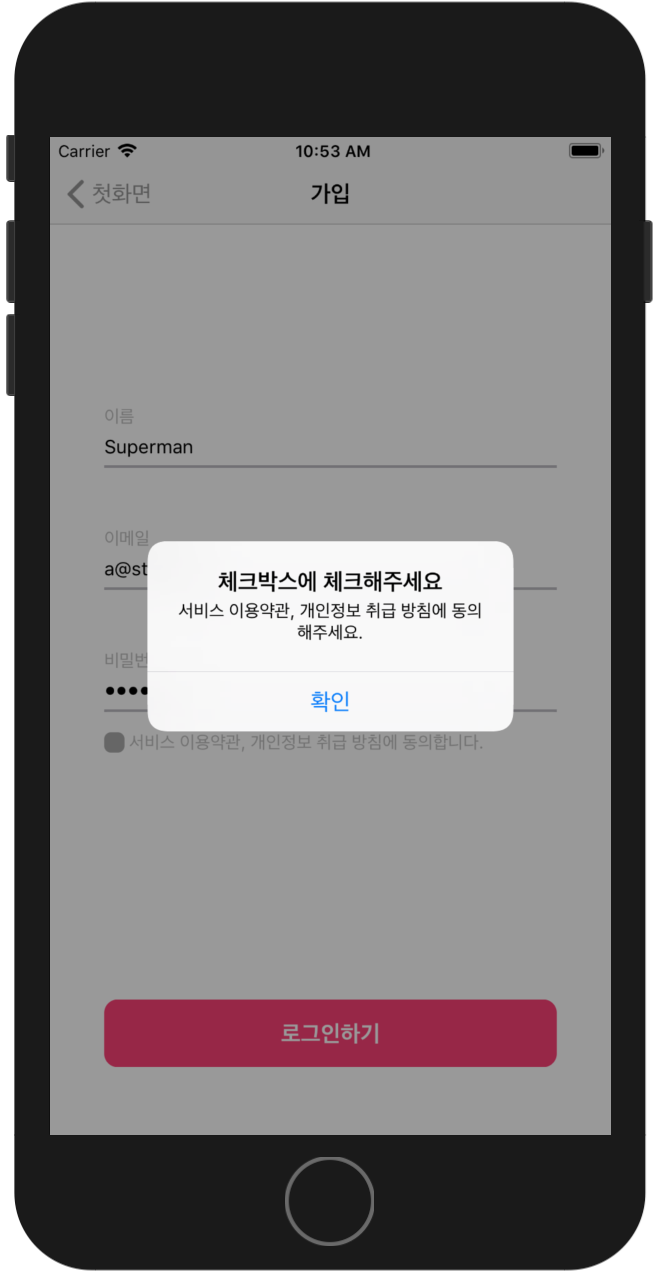 Carrier 10:53 AM
첫화면 가입
이름
Superman
이메일
a@st
체크박스에 체크해주세요
서비스 이용약관, 개인정보 취급 방침에 동의
해주세요.
비밀번
확인
서비스 이용약관, 개인정보 취급 방침에 동의합니다.
로그인하기